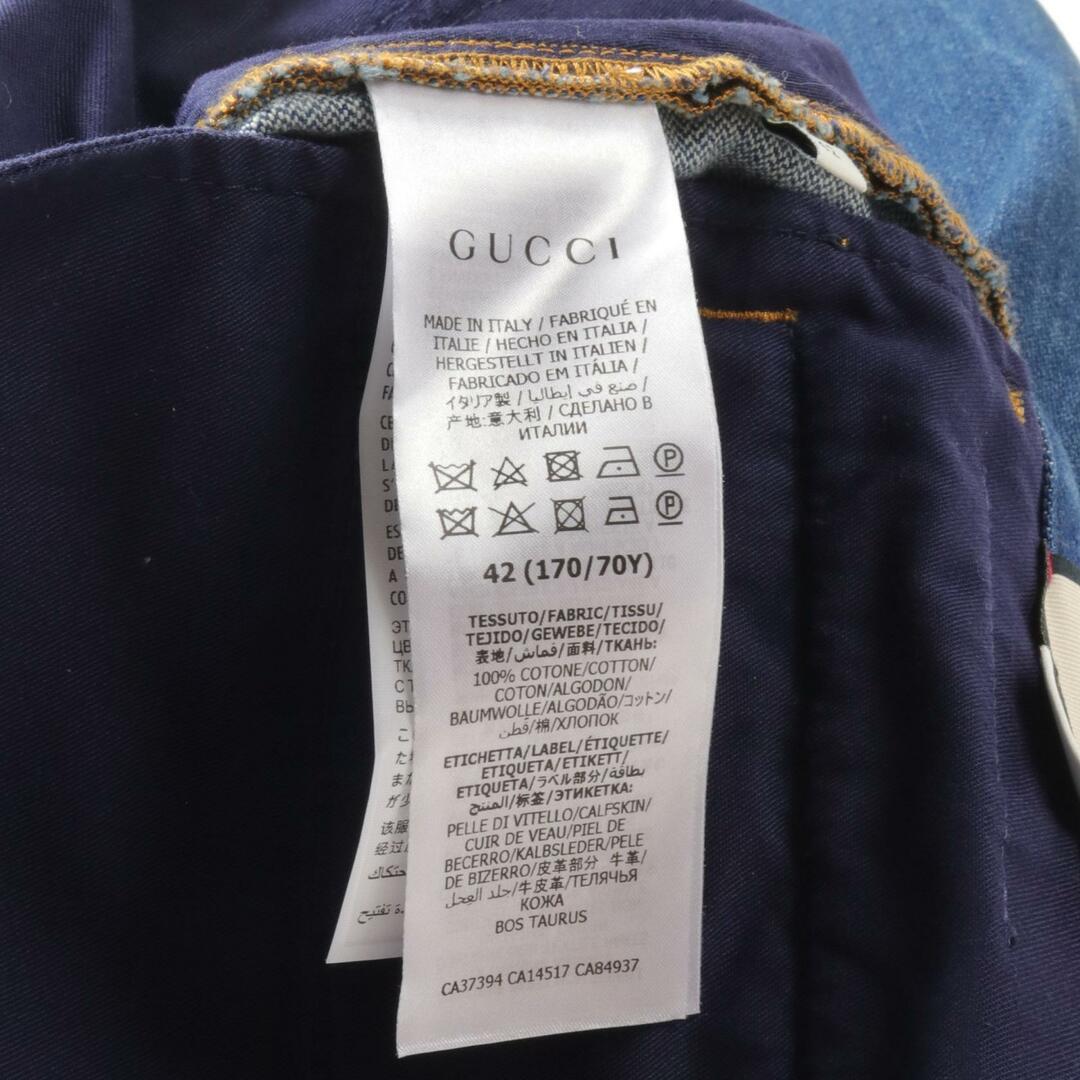 GUCCI
MADE IN ITALY / FABRIQUÉ EN
ITALIE / HECHO EN ITALIA /
HERGESTELLT IN ITALIEN /
FABRICADO EM ITÁLIA /
イタリア製 / صنع في إيطاليا /
产地:意大利 / СДЕЛАНО В
ИТАЛИИ
P
P
42 (170/70Y)
TESSUTO/FABRIC/TISSU/
TEJIDO/GEWEBE/TECIDO/
表地/قماش/面料/ТКАНЬ:
100% COTONE/COTTON/
COTON/ALGODON/
BAUMWOLLE/ALGODÃO/コットン/
قطن/棉/ХЛОПОК
ETICHETTA/LABEL/ÉTIQUETTE/
ETIQUETA/ETIKETT/
ETIQUETA/ラベル部分/بطاقة
المنتج/标签/ЭТИКЕТКА:
PELLE DI VITELLO/CALFSKIN/
CUIR DE VEAU/PIEL DE
BECERRO/KALBSLEDER/PELE
DE BIZERRO/皮革部分 牛革/
جلد العجل/牛皮革/ТЕЛЯЧЬЯ
КОЖА
BOS TAURUS
CA37394 CA14517 CA84937